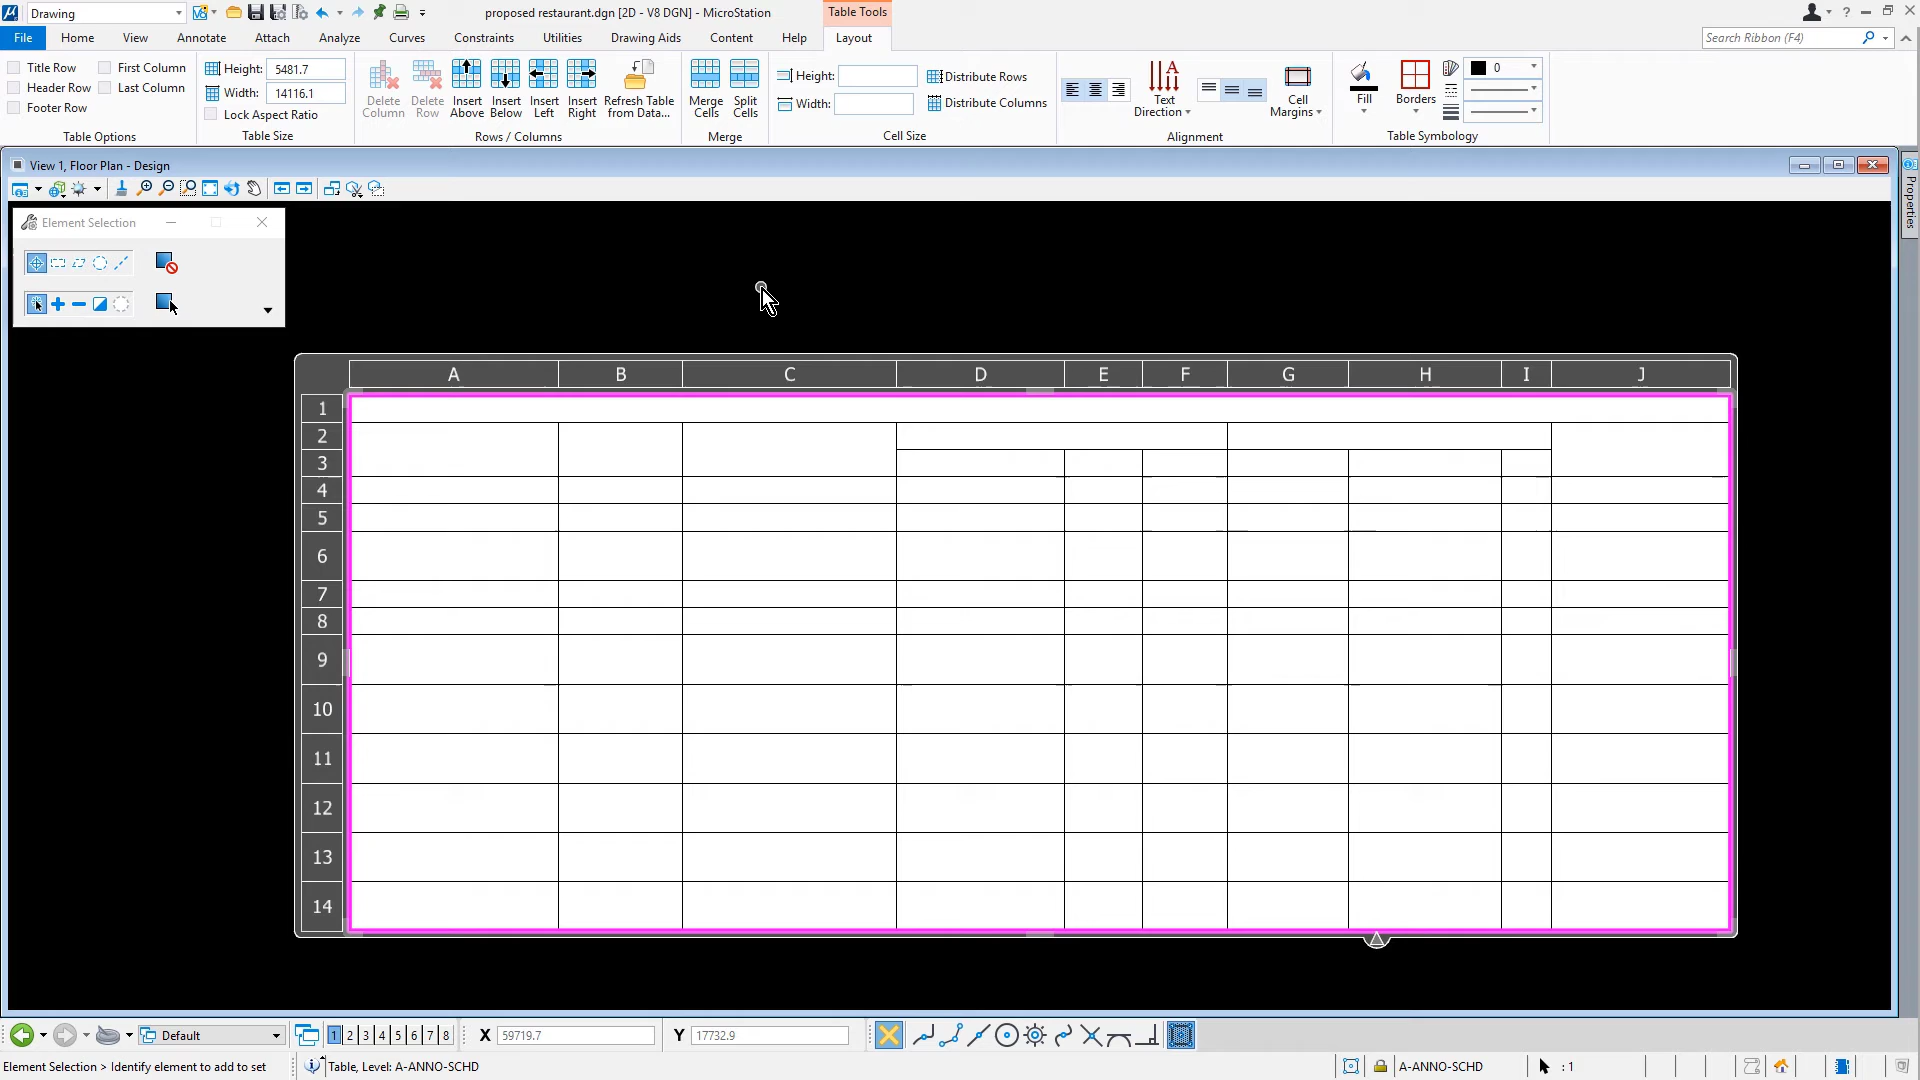 Drawing
proposed restaurant.dgn [2D - V8 DGN] - MicroStation
Table Tools
File
Home
View
Annotate
Attach
Analyze
Curves
Constraints
Utilities
Drawing Aids
Content
Help
Layout
Search Ribbon (F4)
Title Row
First Column
Header Row
Last Column
Footer Row
Table Options
Height: 5481.7
Width: 14116.1
Lock Aspect Ratio
Table Size
Delete Column
Delete Row
Insert Above
Insert Below
Insert Left
Insert Right
Refresh Table from Data...
Rows / Columns
Merge Cells
Split Cells
Merge
Height:
Width:
Distribute Rows
Distribute Columns
Cell Size
Text Direction
Cell Margins
Alignment
Fill
Borders
0
Table Symbology
View 1, Floor Plan - Design
Properties
Element Selection
A B C D E F G H I J
1
2
3
4
5
6
7
8
9
10
11
12
13
14
Default
1 2 3 4 5 6 7 8
X 59719.7
Y 17732.9
Element Selection > Identify element to add to set
Table, Level: A-ANNO-SCHD
A-ANNO-SCHD
: 1